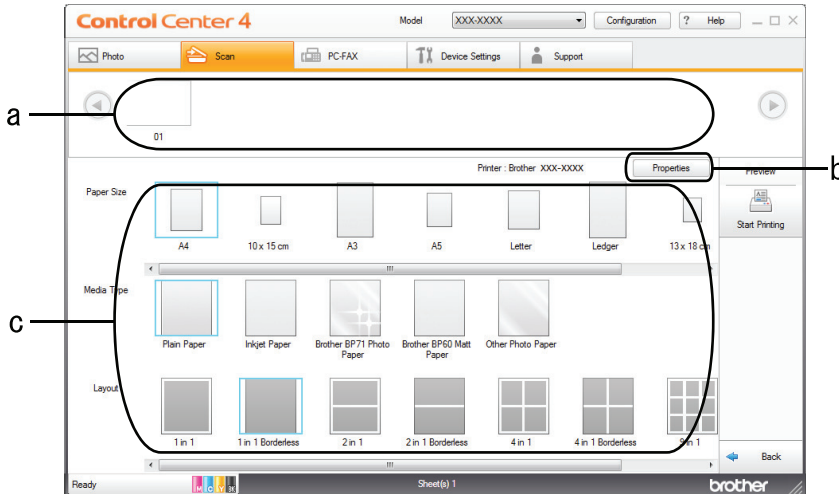 Control Center 4 Model XXX-XXXX Configuration ? Help
Photo Scan PC-FAX Device Settings Support
a
01
Printer : Brother XXX-XXXX Properties Preview b
Start Printing
Paper Size
A4 10 x 15 cm A3 A5 Letter Ledger 13 x 18 cm
Media Type
c
Plain Paper Inkjet Paper Brother BP71 Photo Paper Brother BP60 Matt Paper Other Photo Paper
Layout
1 in 1 1 in 1 Borderless 2 in 1 2 in 1 Borderless 4 in 1 4 in 1 Borderless 9 in 1
Back
Ready M C Y BK Sheet(s) 1 brother